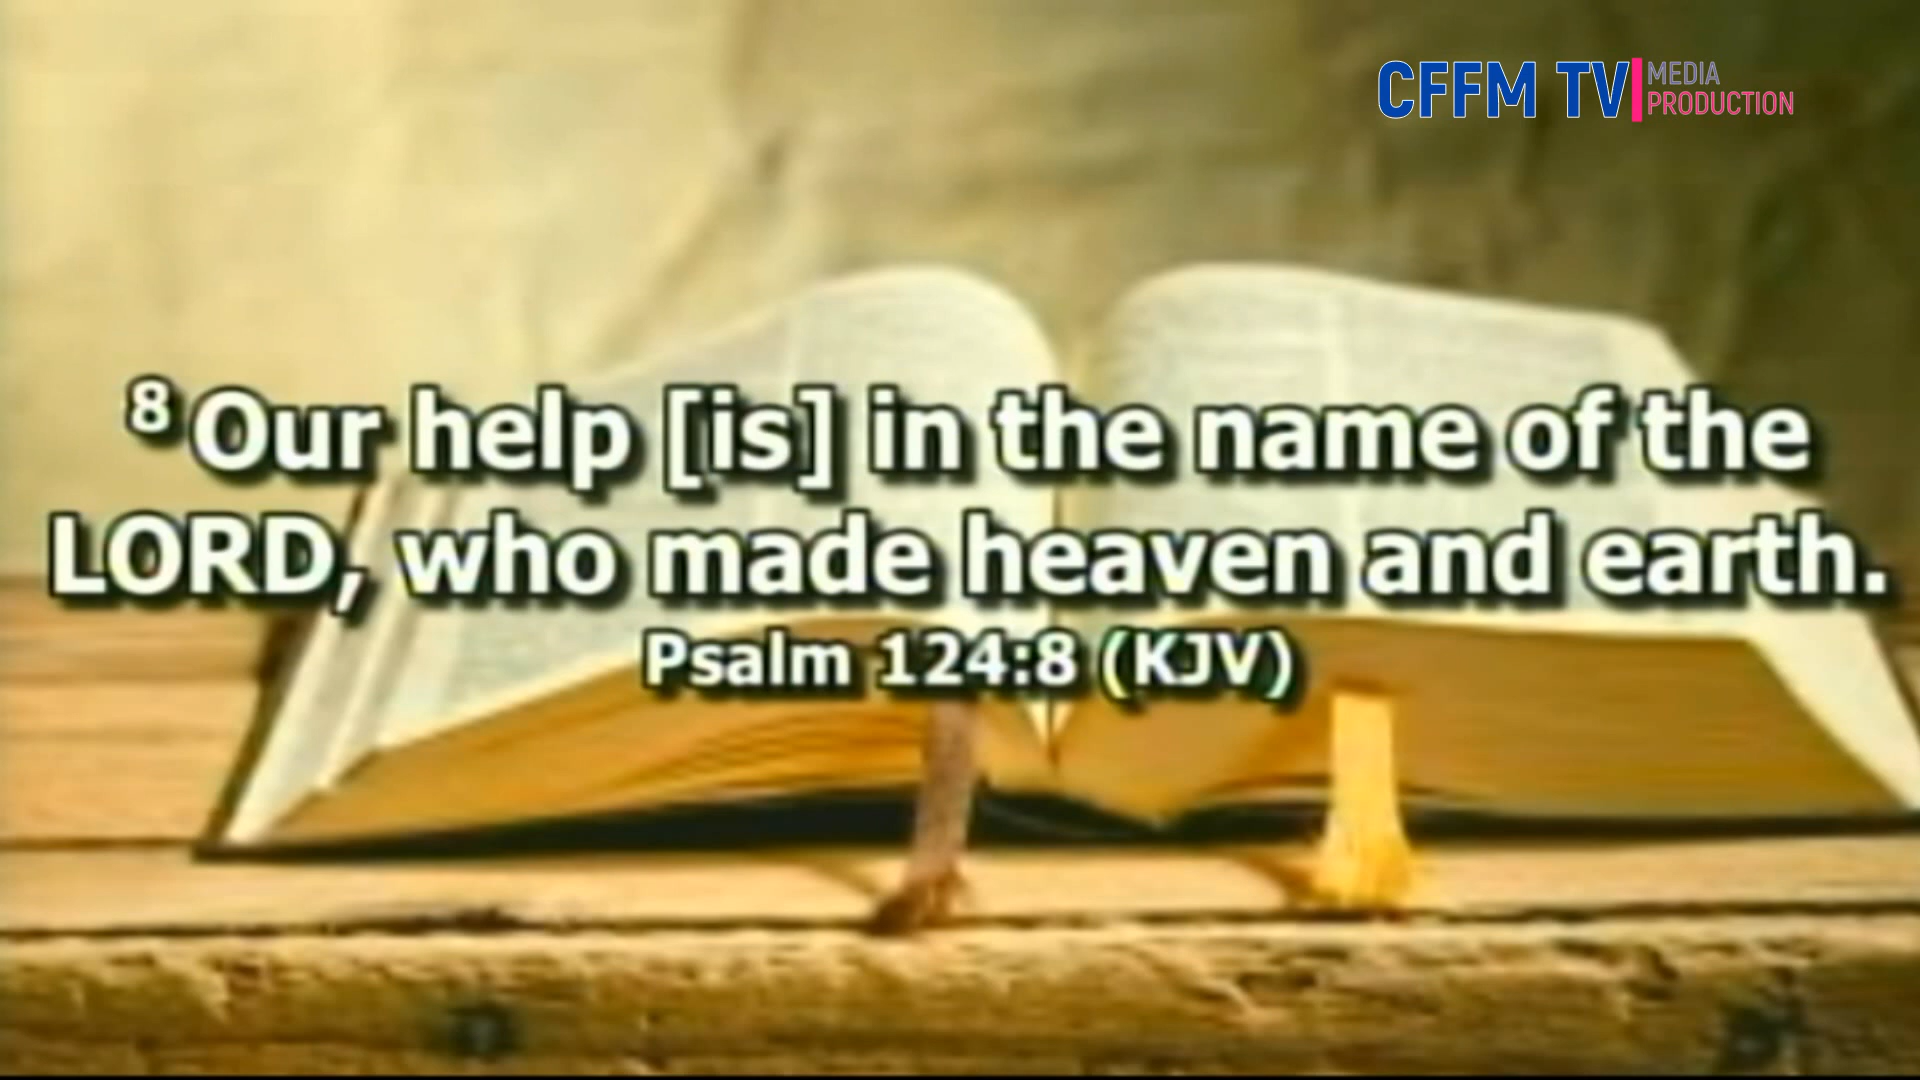 CFFM TV
MEDIA
PRODUCTION
8 Our help [is] in the name of the
LORD, who made heaven and earth.
Psalm 124:8 (KJV)